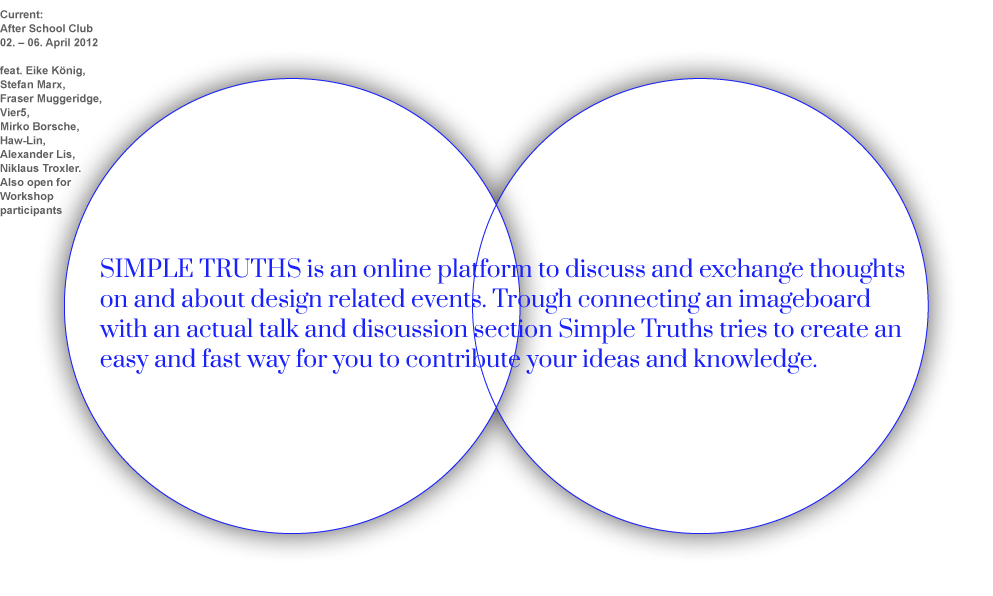 Current:
After School Club
02. – 06. April 2012
feat. Eike König,
Stefan Marx,
Fraser Muggeridge,
Vier5,
Mirko Borsche,
Haw-Lin,
Alexander Lis,
Niklaus Troxler.
Also open for
Workshop
participants
SIMPLE TRUTHS is an online platform to discuss and exchange thoughts
on and about design related events. Trough connecting an imageboard
with an actual talk and discussion section Simple Truths tries to create an
easy and fast way for you to contribute your ideas and knowledge.